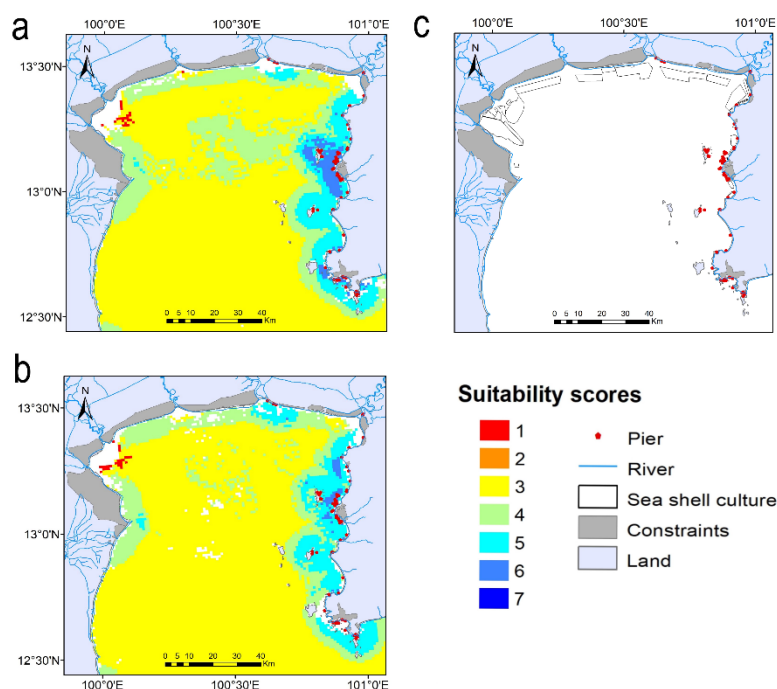 a
100°0'E 100°30'E 101°0'E
N
13°30'N
13°0'N
12°30'N
0 5 10 20 30 40
Km
c
100°0'E 100°30'E 101°0'E
N
0 5 10 20 30 40
Km
b
N
13°30'N
13°0'N
12°30'N
0 5 10 20 30 40
Km
100°0'E 100°30'E 101°0'E
Suitability scores
1
2
3
4
5
6
7
Pier
River
Sea shell culture
Constraints
Land